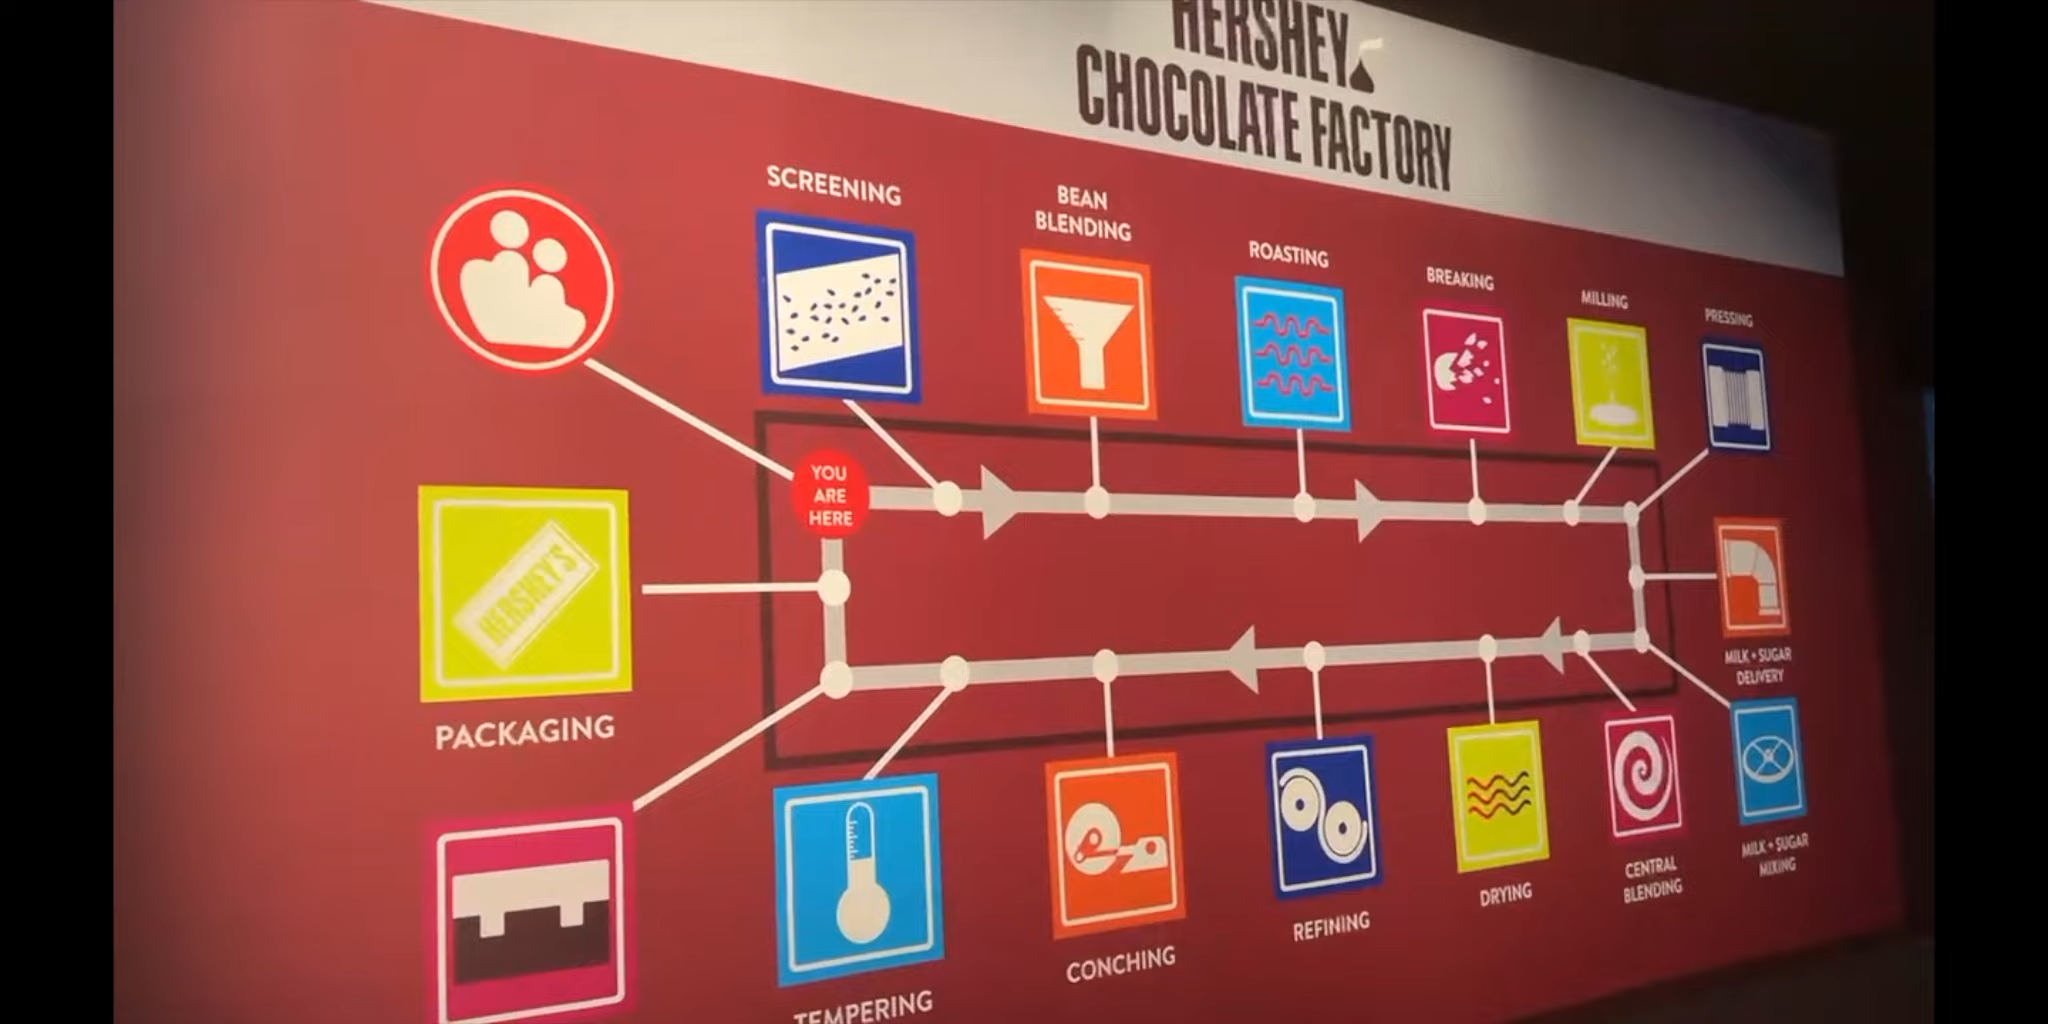 HERSHEY
CHOCOLATE FACTORY
SCREENING
BEAN
BLENDING
ROASTING
BREAKING
MILLING
PRESSING
YOU
ARE
HERE
HERSHEY'S
PACKAGING
MILK + SUGAR
DELIVERY
MILK + SUGAR
MIXING
CENTRAL
BLENDING
DRYING
REFINING
CONCHING
TEMPERING